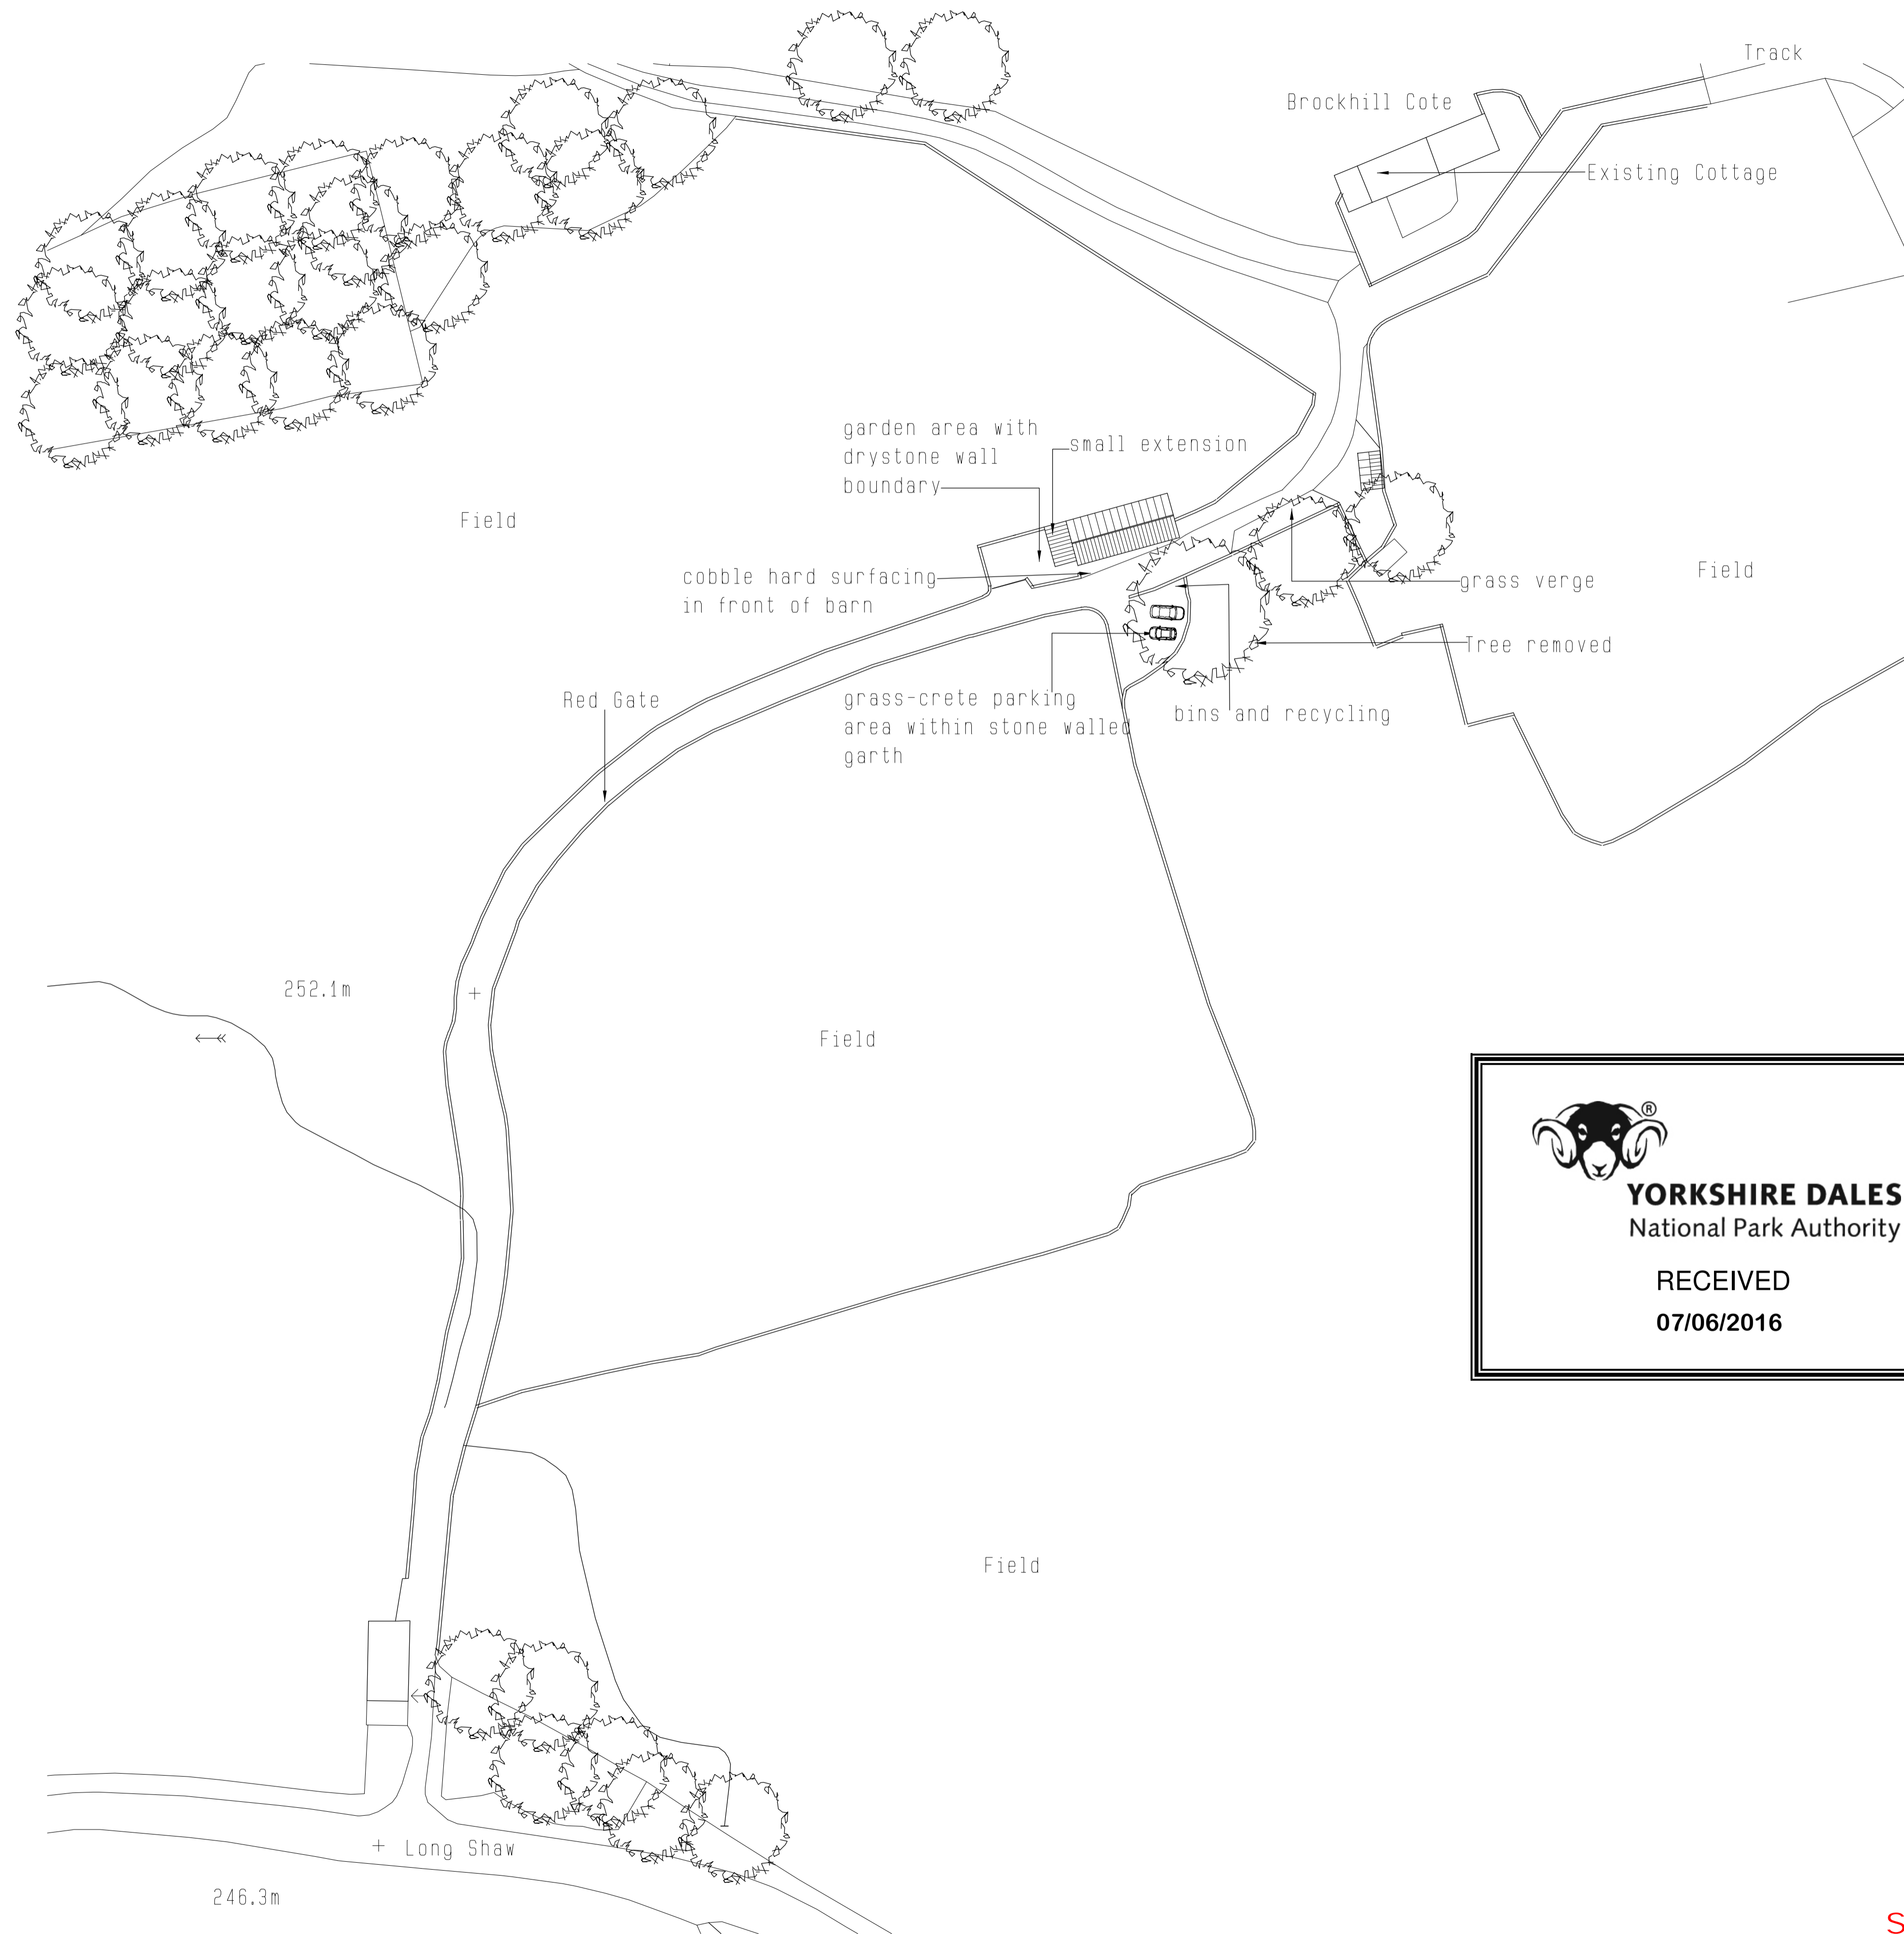 Track
Brockhill Cote
Existing Cottage
garden area with
drystone wall
boundary
small extension
Field
cobble hard surfacing
in front of barn
grass verge
Field
Tree removed
Red Gate
grass-crete parking
area within stone walled
garth
bins and recycling
252.1m
Field
®
YORKSHIRE DALES
National Park Authority
RECEIVED
07/06/2016
Field
Long Shaw
246.3m
S